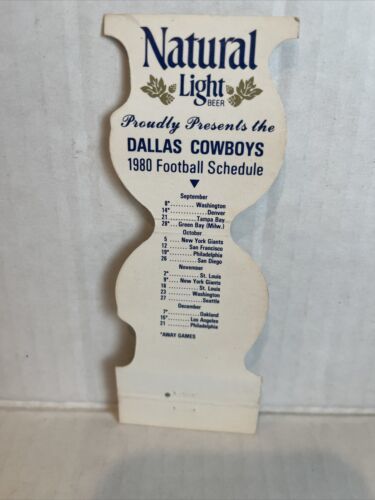 Natural
Light
BEER
Proudly Presents the
DALLAS COWBOYS
1980 Football Schedule
September
8*.........Washington
14*............Denver
21.........Tampa Bay
28*..Green Bay (Milw.)
October
5 .... New York Giants
12 ..... San Francisco
19*........Philadelphia
26 ........ San Diego
November
2*.......... St. Louis
9*.... New York Giants
16 ......... St. Louis
23 ....... Washington
27 ........... Seattle
December
7*..........Oakland
15*.....Los Angeles
21 .....Philadelphia
*AWAY GAMES